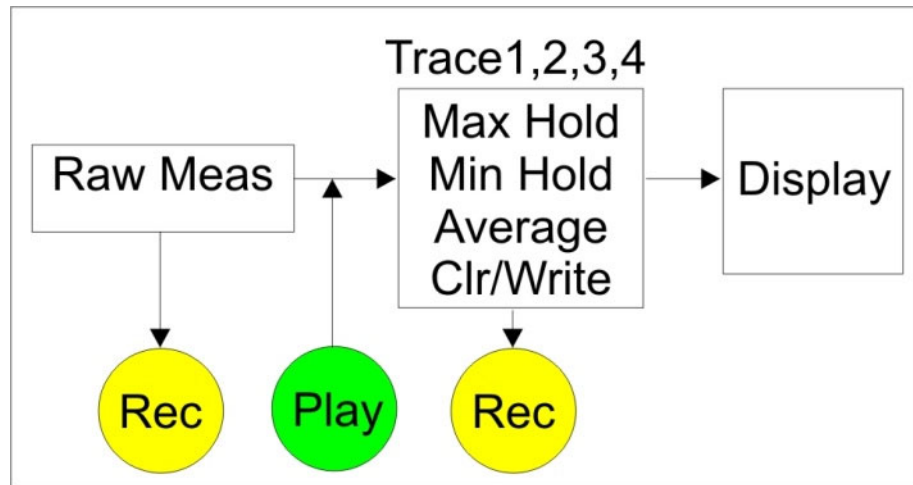 Trace1,2,3,4
Raw Meas
Max Hold
Min Hold
Average
Clr/Write
Display
Rec
Play
Rec